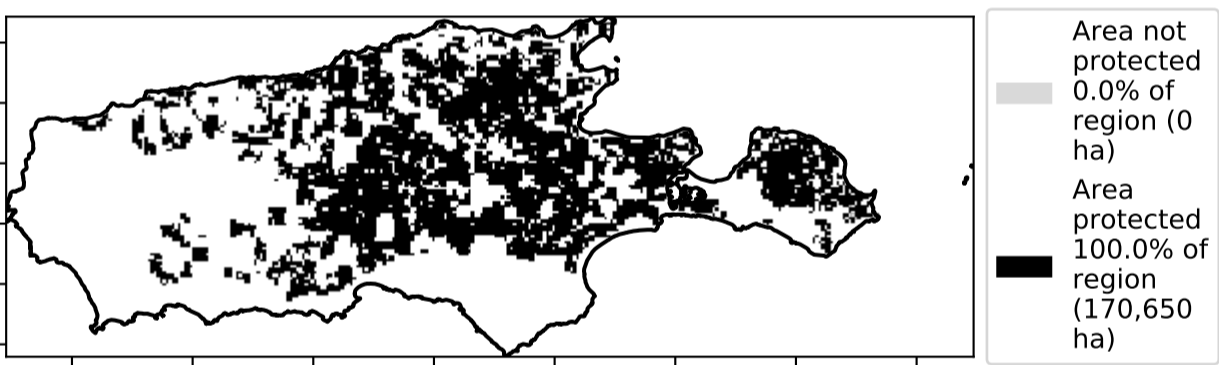 Area not
protected
0.0% of
region (0
ha)
Area
protected
100.0% of
region
(170,650
ha)